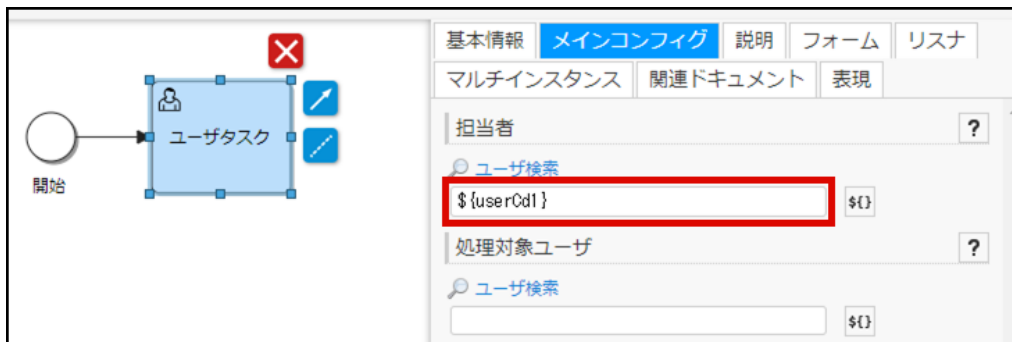 基本情報 メインコンフィグ 説明 フォーム リスナ
マルチインスタンス 関連ドキュメント 表現
ユーザタスク
開始
担当者 ?
ユーザ検索
${userCd1} ${}
処理対象ユーザ ?
ユーザ検索
${}